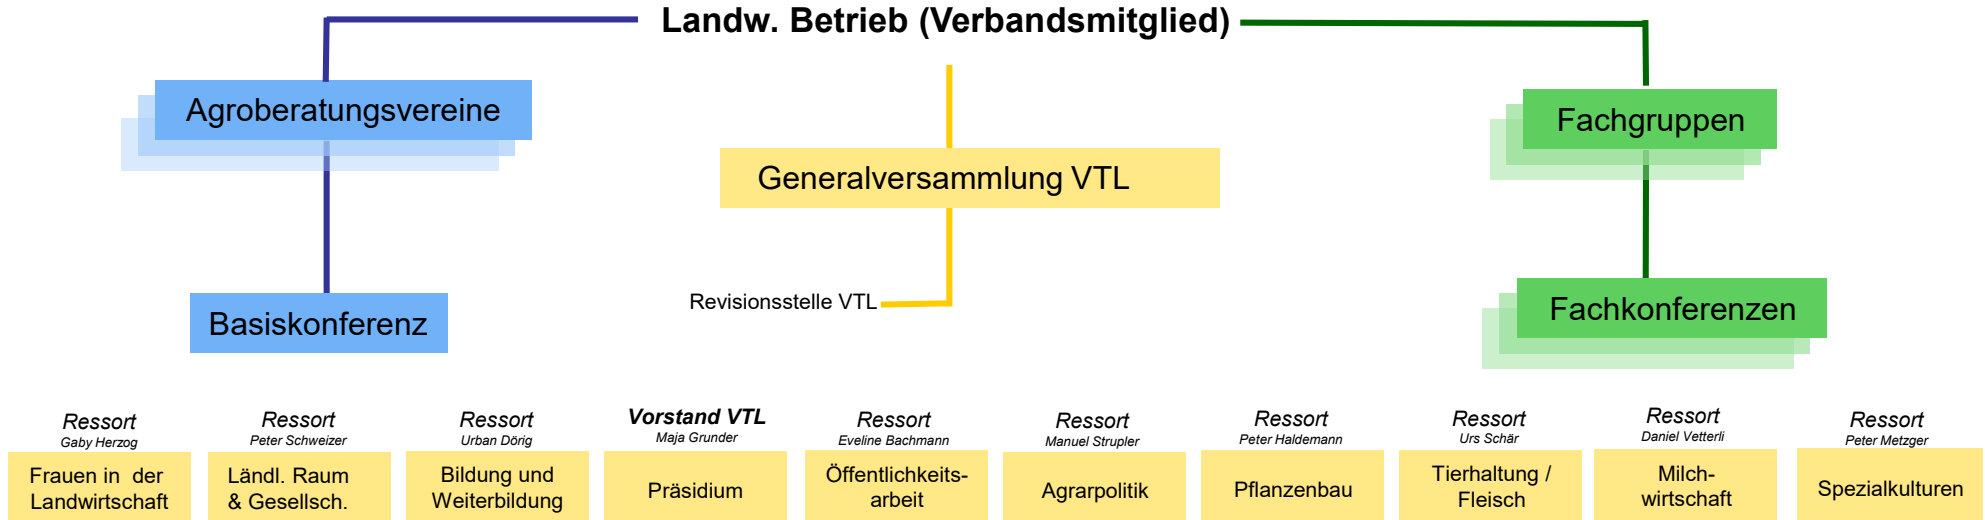 Landw. Betrieb (Verbandsmitglied)
Agroberatungsvereine
Fachgruppen
Generalversammlung VTL
Revisionsstelle VTL
Basiskonferenz
Fachkonferenzen
Ressort
Gaby Herzog
Frauen in der
Landwirtschaft
Ressort
Peter Schweizer
Ländl. Raum
& Gesellsch.
Ressort
Urban Dörig
Bildung und
Weiterbildung
Vorstand VTL
Maja Grunder
Präsidium
Ressort
Eveline Bachmann
Öffentlichkeits-
arbeit
Ressort
Manuel Strupler
Agrarpolitik
Ressort
Peter Haldemann
Pflanzenbau
Ressort
Urs Schär
Tierhaltung /
Fleisch
Ressort
Daniel Vetterli
Milch-
wirtschaft
Ressort
Peter Metzger
Spezialkulturen